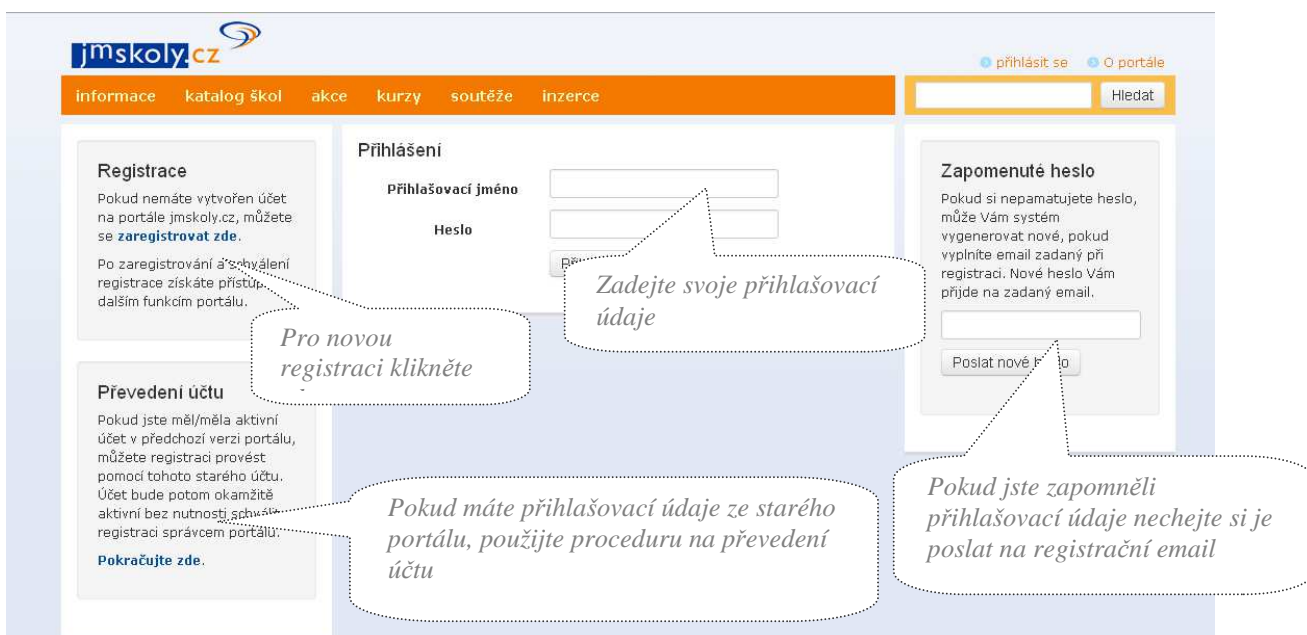 jmskoly.cz
přihlásit se O portále
informace katalog škol akce kurzy soutěže inzerce
Hledat
Registrace
Pokud nemáte vytvořen účet
na portále jmskoly.cz, můžete
se zaregistrovat zde.
Po zaregistrování a schválení
registrace získáte přístup
dalším funkcím portálu.
Převedení účtu
Pokud jste měl/měla aktivní
účet v předchozí verzi portálu,
můžete registraci provést
pomocí tohoto starého účtu.
Účet bude potom okamžitě
aktivní bez nutnosti schválit
registraci správcem portálu.
Pokračujte zde.
Přihlášení
Přihlašovací jméno
Heslo
Zadejte svoje přihlašovací
údaje
Pro novou
registraci klikněte
Pokud máte přihlašovací údaje ze starého
portálu, použijte proceduru na převedení
účtu
Zapomenuté heslo
Pokud si nepamatujete heslo,
může Vám systém
vygenerovat nové, pokud
vyplníte email zadaný při
registraci. Nové heslo Vám
přijde na zadaný email.
Poslat nové heslo
Pokud jste zapomněli
přihlašovací údaje nechejte si je
poslat na registrační email